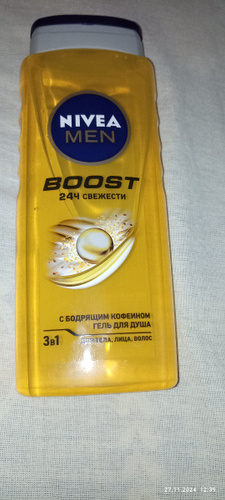 NIVEA
MEN
BOOST
24Ч СВЕЖЕСТИ
С БОДРЯЩИМ КОФЕИНОМ
ГЕЛЬ ДЛЯ ДУША
3в1 ДЛЯ ТЕЛА, ЛИЦА, ВОЛОС
27.11.2024 12:39